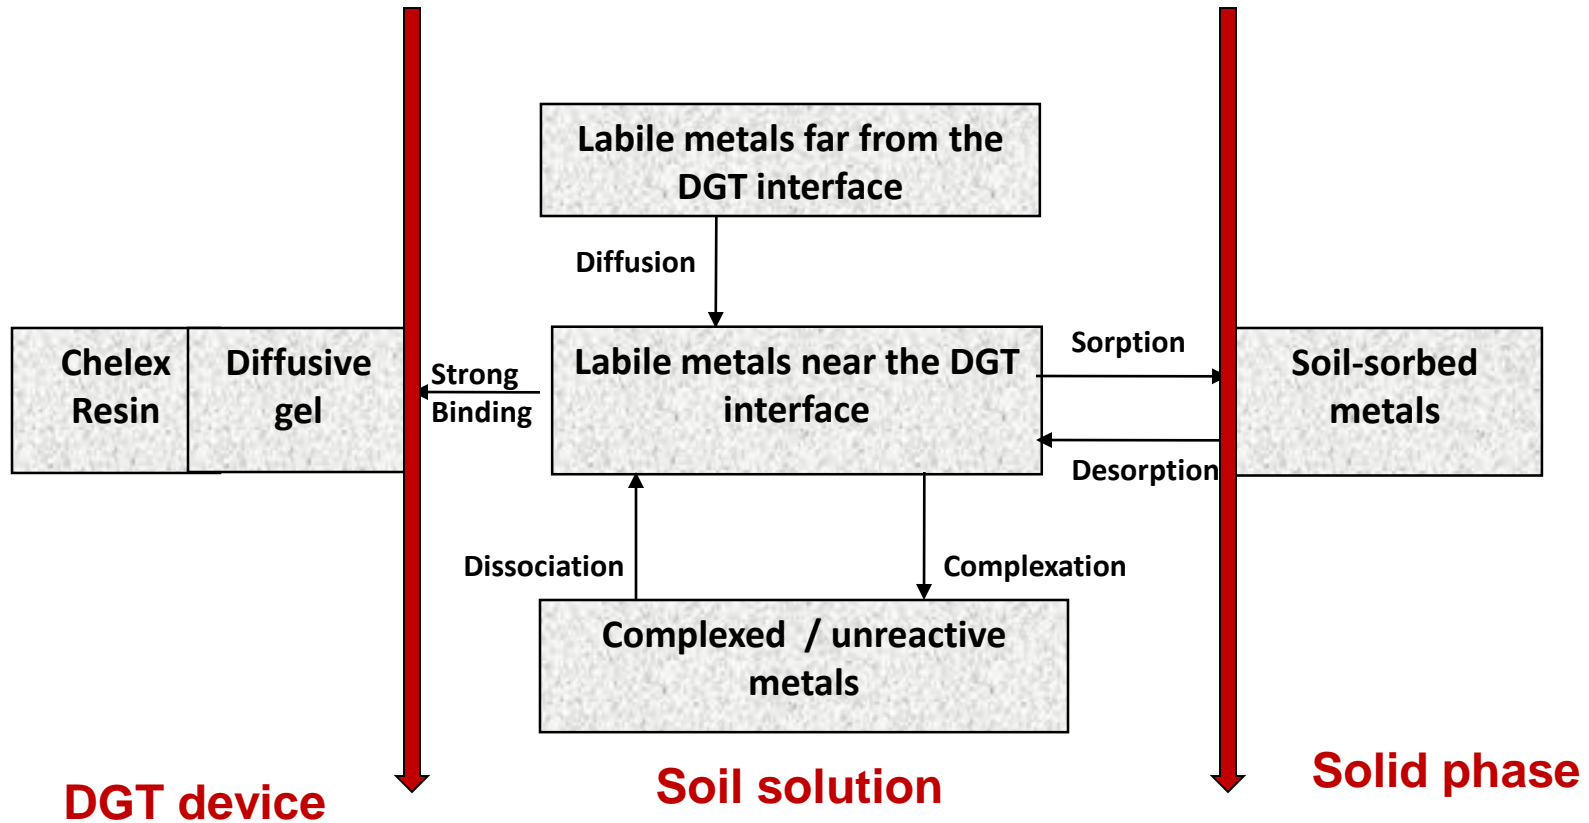 Labile metals far from the
DGT interface
Diffusion
Chelex
Resin
Diffusive
gel
Strong
Binding
Labile metals near the DGT
interface
Sorption
Desorption
Soil-sorbed
metals
Dissociation
Complexation
Complexed / unreactive
metals
DGT device
Soil solution
Solid phase